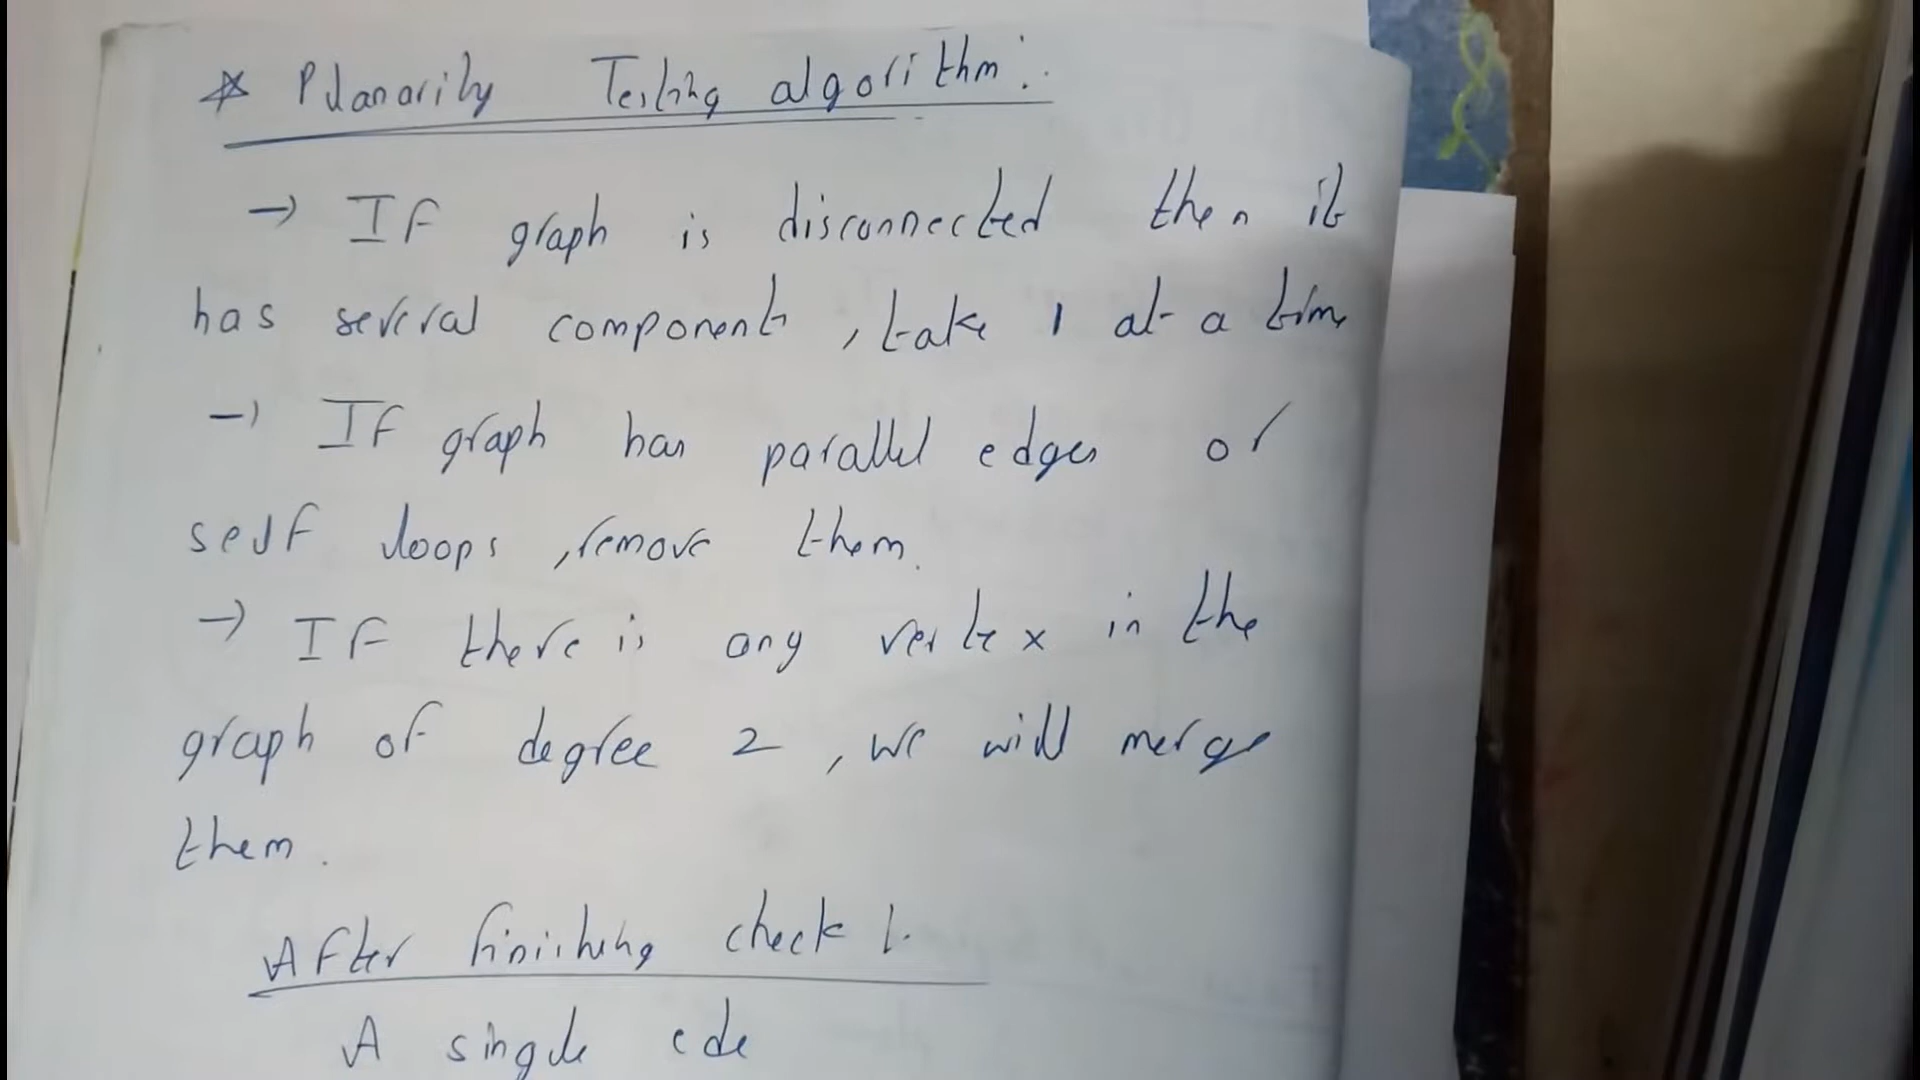 * Planarity Testing algorithm:
→ If graph is disconnected then it
has several component, take 1 at a time
→ If graph has parallel edges or
self loops, remove them.
→ If there is any vertex in the
graph of degree 2, we will merge
them.
After finishing check 1.
A single ede